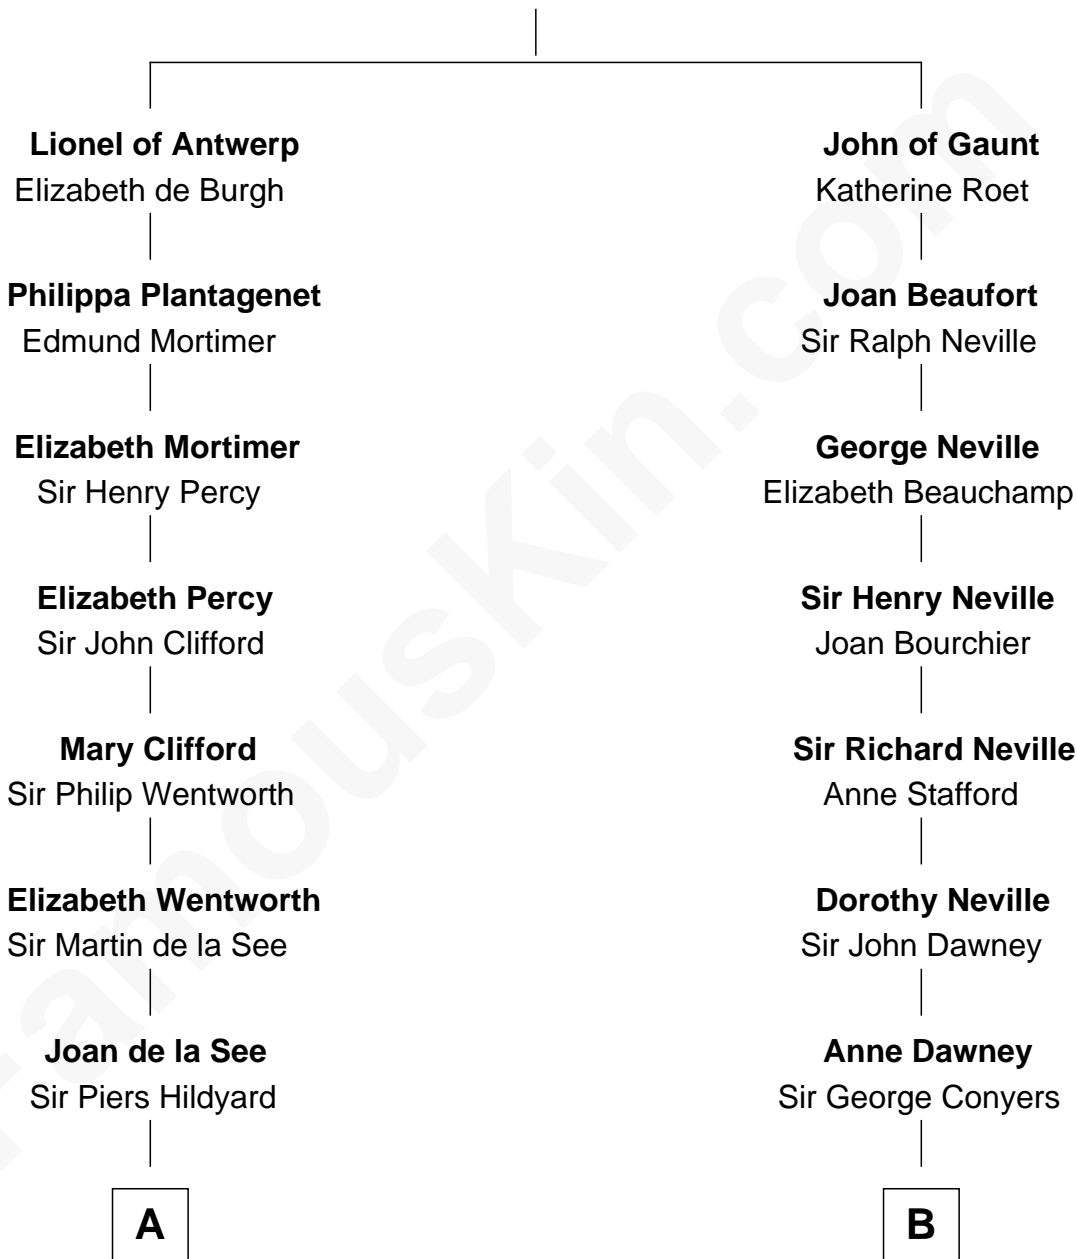 Lionel of Antwerp
Elizabeth de Burgh
Philippa Plantagenet
Edmund Mortimer
Elizabeth Mortimer
Sir Henry Percy
Elizabeth Percy
Sir John Clifford
Mary Clifford
Sir Philip Wentworth
Elizabeth Wentworth
Sir Martin de la See
Joan de la See
Sir Piers Hildyard
A
John of Gaunt
Katherine Roet
Joan Beaufort
Sir Ralph Neville
George Neville
Elizabeth Beauchamp
Sir Henry Neville
Joan Bourchier
Sir Richard Neville
Anne Stafford
Dorothy Neville
Sir John Dawney
Anne Dawney
Sir George Conyers
B
FamousKin.com